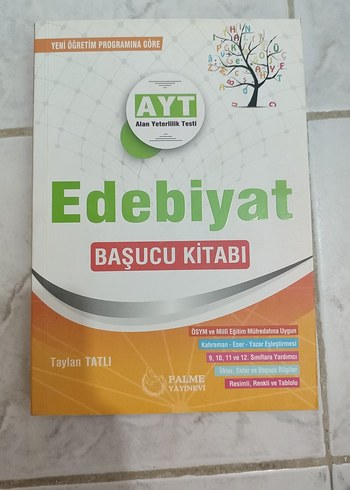 YENİ ÖĞRETİM PROGRAMINA GÖRE
AYT
Alan Yeterlilik Testi
Edebiyat
BAŞUCU KİTABI
ÖSYM ve Milli Eğitim Müfredatına Uygun
Kahraman - Eser - Yazar Eşleştirmesi
9, 10, 11 ve 12. Sınıflara Yardımcı
Resimli, Renkli ve Tablolu
Taylan TATLI
PALME
YAYINEVİ